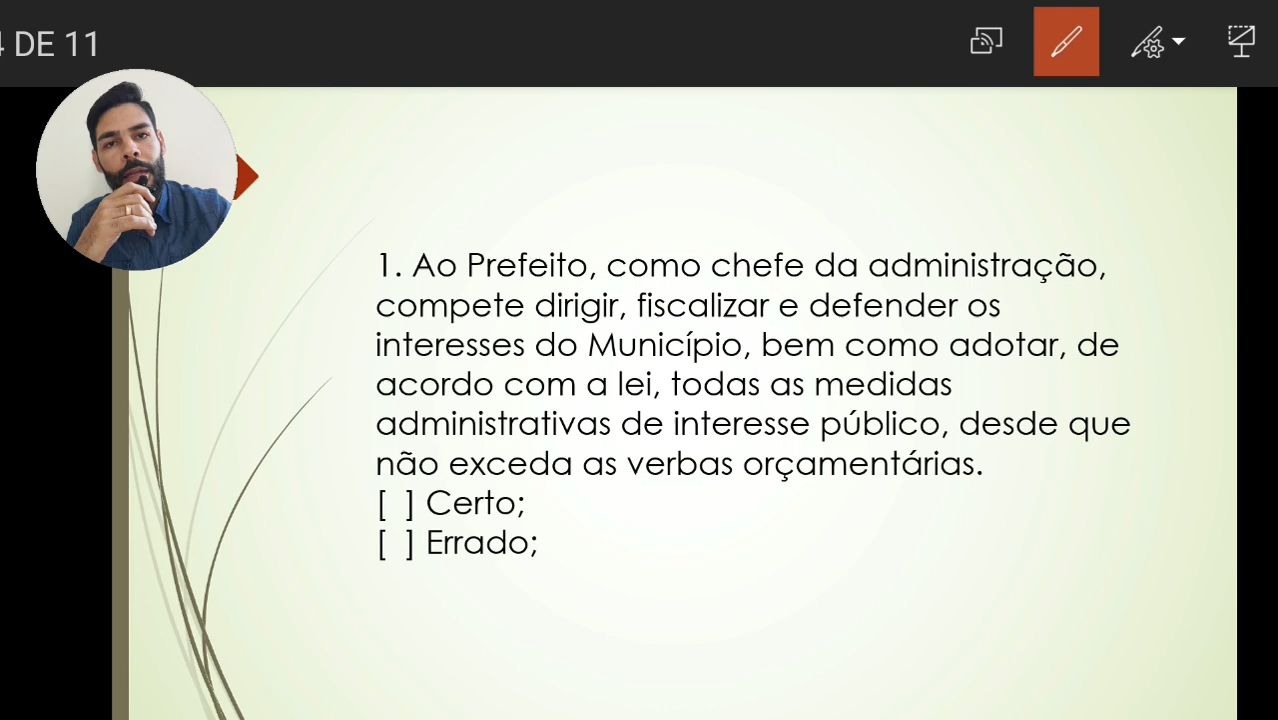 DE 11
1. Ao Prefeito, como chefe da administração,
compete dirigir, fiscalizar e defender os
interesses do Município, bem como adotar, de
acordo com a lei, todas as medidas
administrativas de interesse público, desde que
não exceda as verbas orçamentárias.
[ ] Certo;
[ ] Errado;